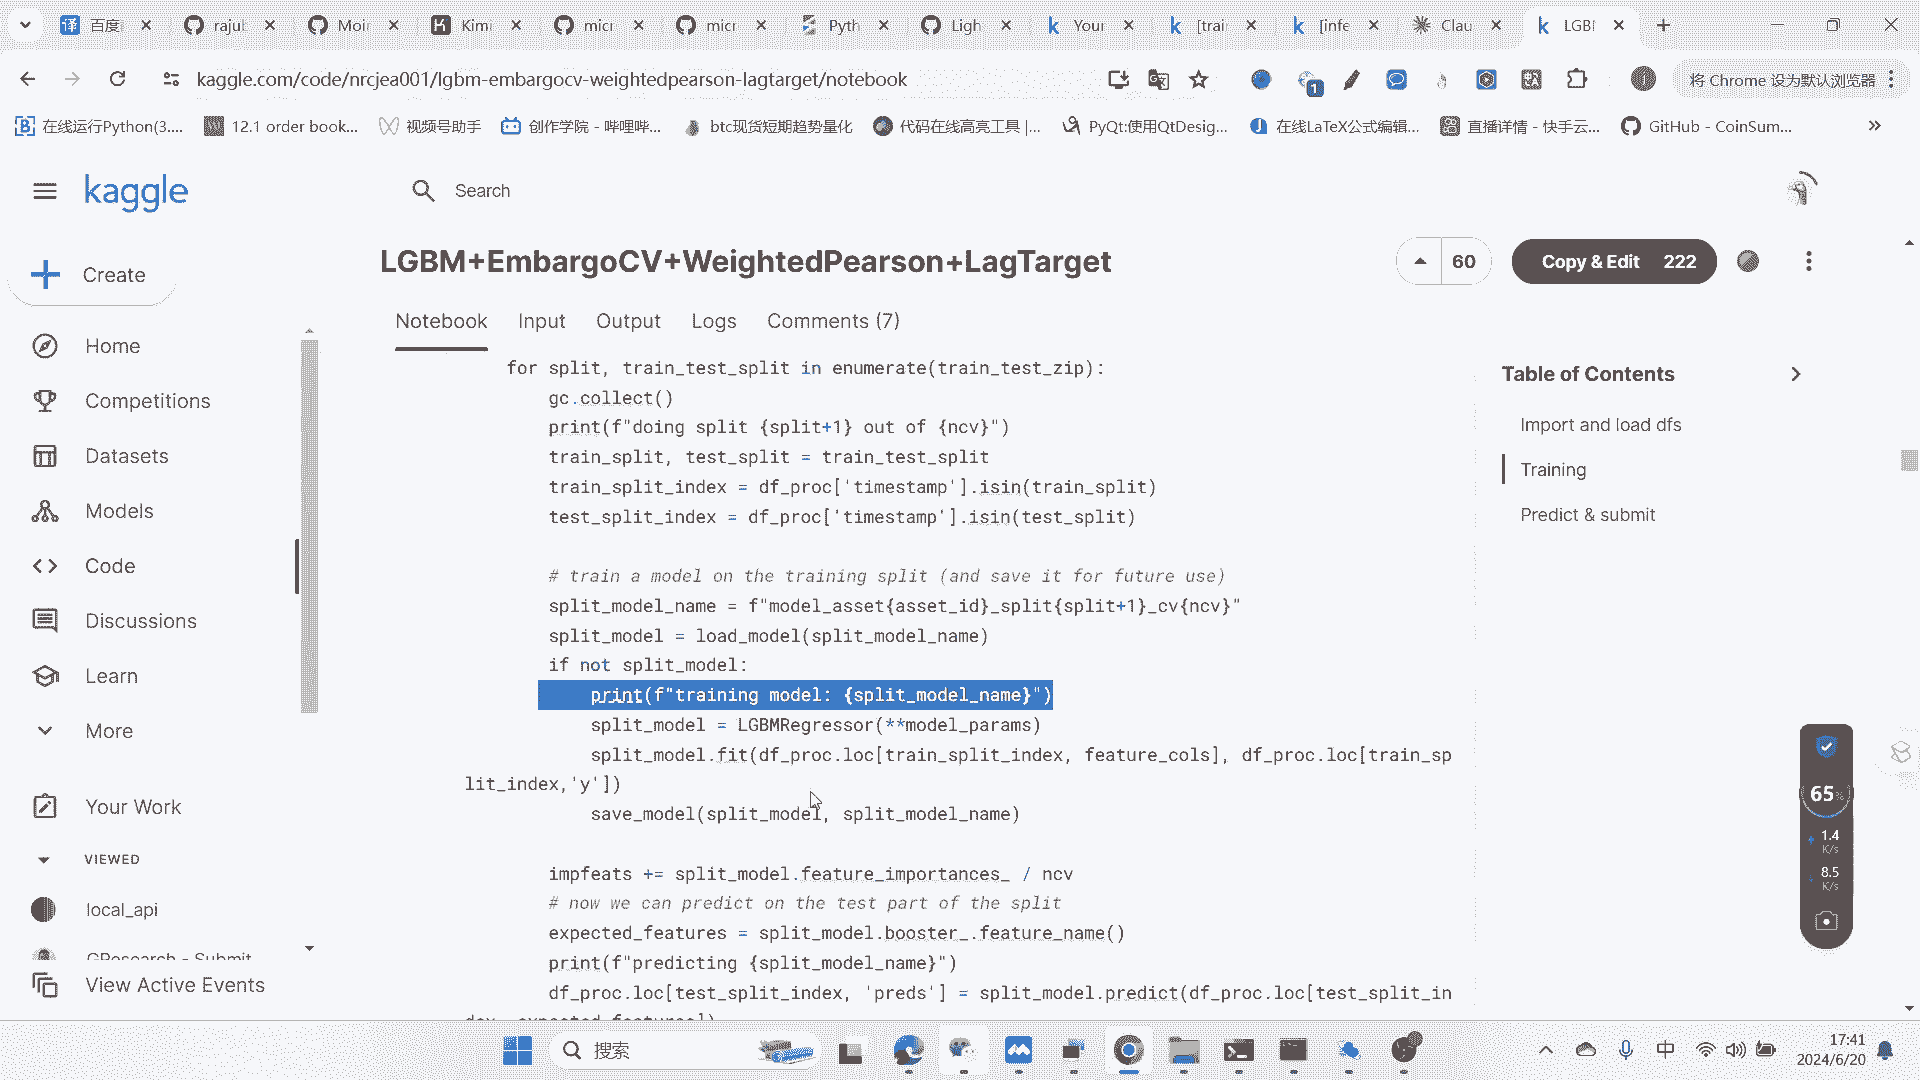 百度
rajul
Moir
Kimi
micr
micr
Pyth
Ligh
Your
[trai
[infe
Clau
LGBI
kaggle.com/code/nrcjea001/lgbm-embargocv-weightedpearson-lagtarget/notebook
1
将 Chrome 设为默认浏览器
在线运行Python(3....
12.1 order book...
视频号助手
创作学院 - 哔哩哔...
btc现货短期趋势量化
代码在线高亮工具 |...
PyQt:使用QtDesig...
在线LaTeX公式编辑...
直播详情 - 快手云...
GitHub - CoinSum...
kaggle
Search
Create
Home
Competitions
Datasets
Models
Code
Discussions
Learn
More
Your Work
VIEWED
local_api
GResearch - Submit
View Active Events
LGBM+EmbargoCV+WeightedPearson+LagTarget
60
Copy & Edit 222
Notebook Input Output Logs Comments (7)
for split, train_test_split in enumerate(train_test_zip):
gc.collect()
print(f"doing split {split+1} out of {ncv}")
train_split, test_split = train_test_split
train_split_index = df_proc['timestamp'].isin(train_split)
test_split_index = df_proc['timestamp'].isin(test_split)
# train a model on the training split (and save it for future use)
split_model_name = f"model_asset{asset_id}_split{split+1}_cv{ncv}"
split_model = load_model(split_model_name)
if not split_model:
print(f"training model: {split_model_name}")
split_model = LGBMRegressor(**model_params)
split_model.fit(df_proc.loc[train_split_index, feature_cols], df_proc.loc[train_sp
lit_index,'y'])
save_model(split_model, split_model_name)
impfeats += split_model.feature_importances_ / ncv
# now we can predict on the test part of the split
expected_features = split_model.booster_.feature_name()
print(f"predicting {split_model_name}")
df_proc.loc[test_split_index, 'preds'] = split_model.predict(df_proc.loc[test_split_in
dex, expected_features])
Table of Contents
Import and load dfs
Training
Predict & submit
65%
1.4
K/s
8.5
K/s
搜索
中
17:41
2024/6/20